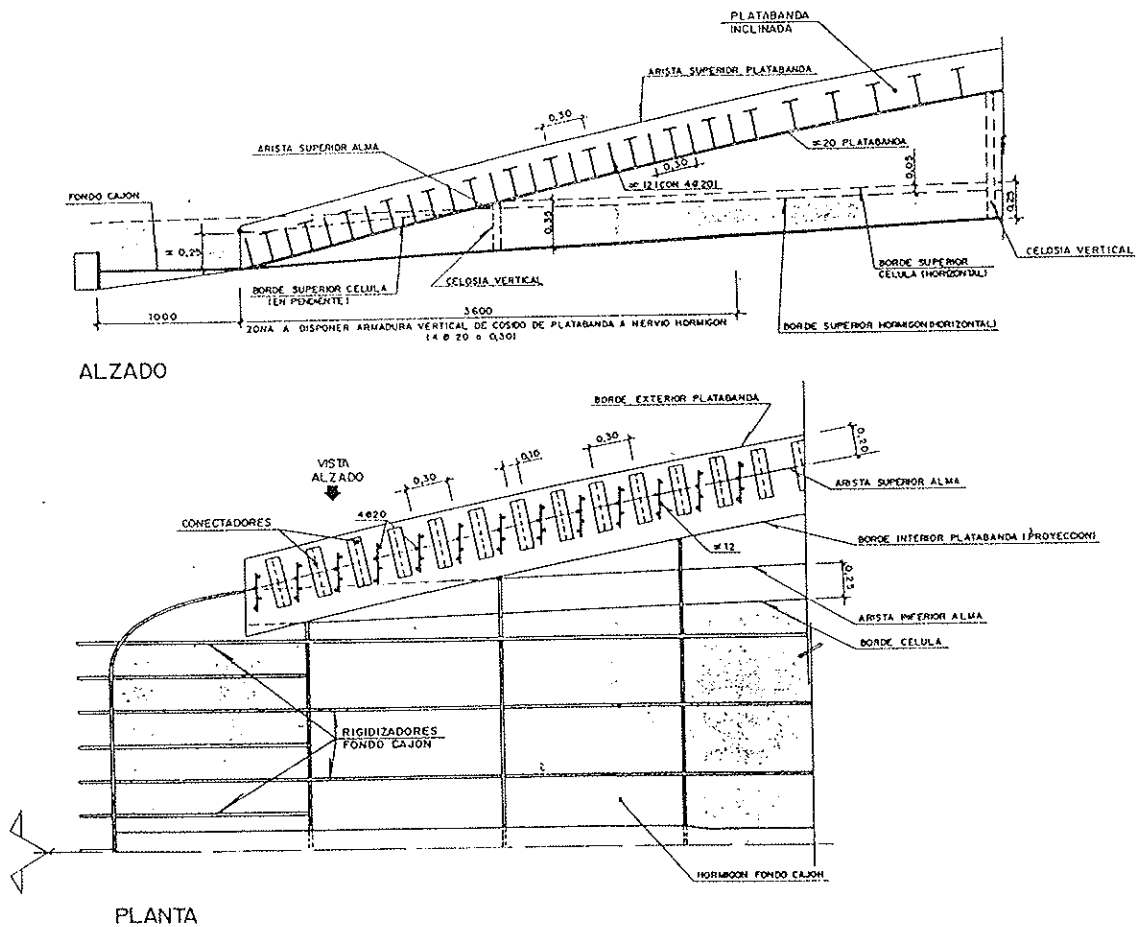 PLATABANDA
INCLINADA
ARISTA SUPERIOR PLATABANDA
0,30
ARISTA SUPERIOR ALMA
≠20 PLATABANDA
0,30
FONDO CAJON
≠12 (CON 4Ø20)
0,05
0,35
0,25
≠ 0,25
CELOSIA VERTICAL
BORDE SUPERIOR CELULA
(EN PENDIENTE)
CELOSIA VERTICAL
BORDE SUPERIOR
CELULA (HORIZONTAL)
1000
3600
ZONA A DISPONER ARMADURA VERTICAL DE COSIDO DE PLATABANDA A NERVIO HORMIGON
(4 Ø 20 a 0,30)
BORDE SUPERIOR HORMIGON (HORIZONTAL)
ALZADO
BORDE EXTERIOR PLATABANDA
0,30
0,20
VISTA
ALZADO
0,30
0,10
ARISTA SUPERIOR ALMA
CONECTADORES
4Ø20
≠12
BORDE INTERIOR PLATABANDA (PROYECCION)
0,25
ARISTA INFERIOR ALMA
BORDE CELULA
RIGIDIZADORES
FONDO CAJON
HORMIGON FONDO CAJON
PLANTA